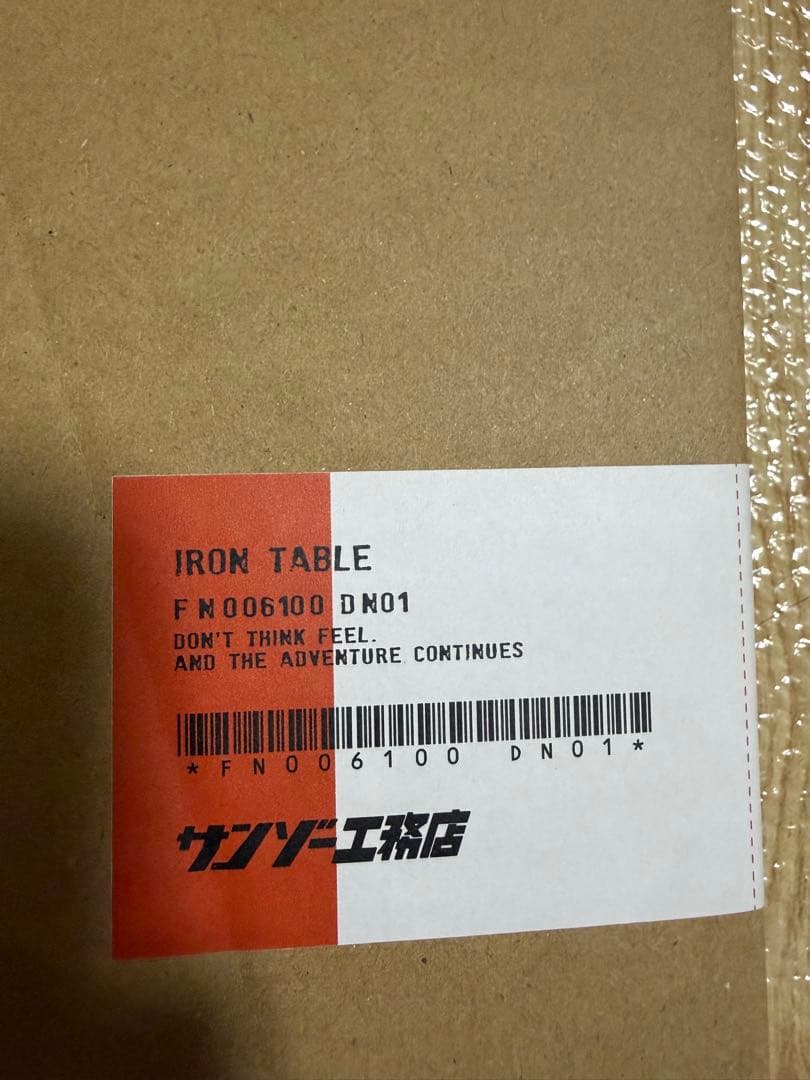 IRON TABLE
FN006100 DN01
DON'T THINK FEEL.
AND THE ADVENTURE CONTINUES
*FN006100 DN01*
サンゾー工務店